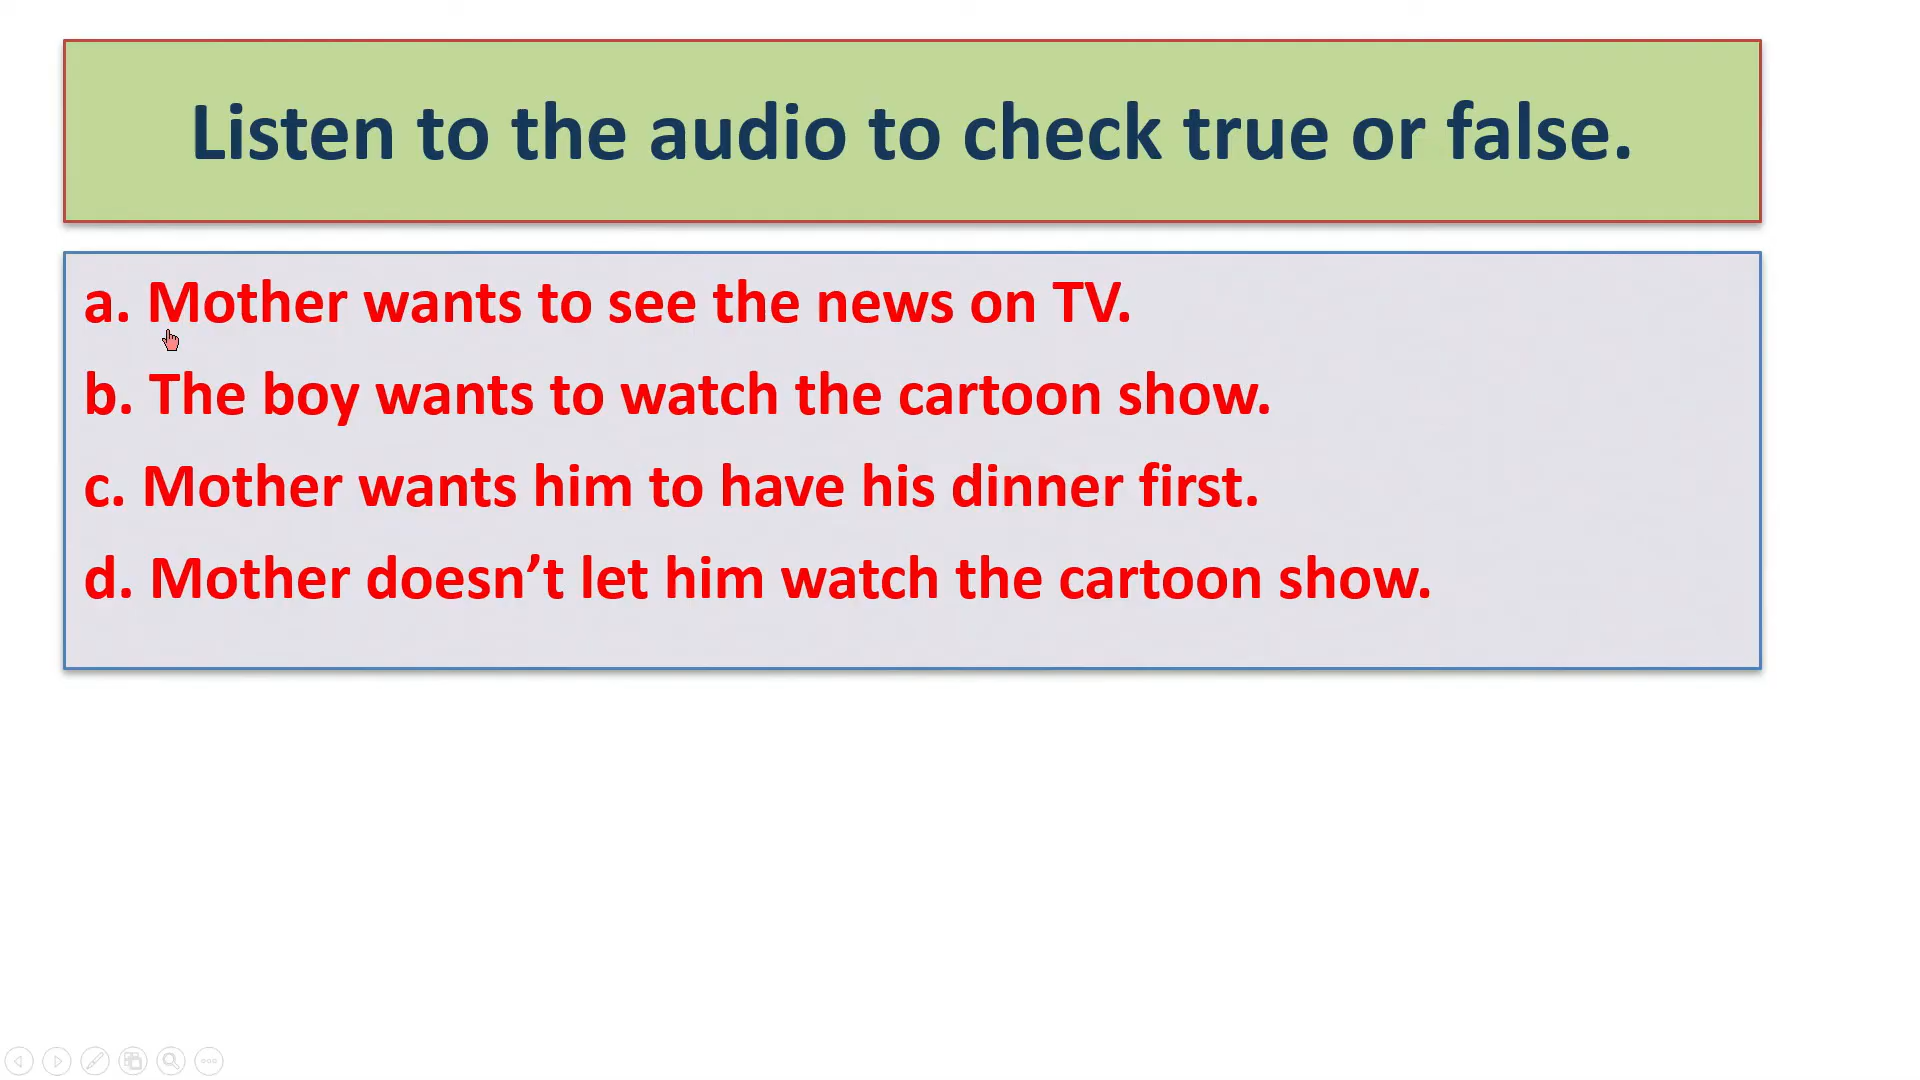 Listen to the audio to check true or false.
a. Mother wants to see the news on TV.
b. The boy wants to watch the cartoon show.
c. Mother wants him to have his dinner first.
d. Mother doesn’t let him watch the cartoon show.